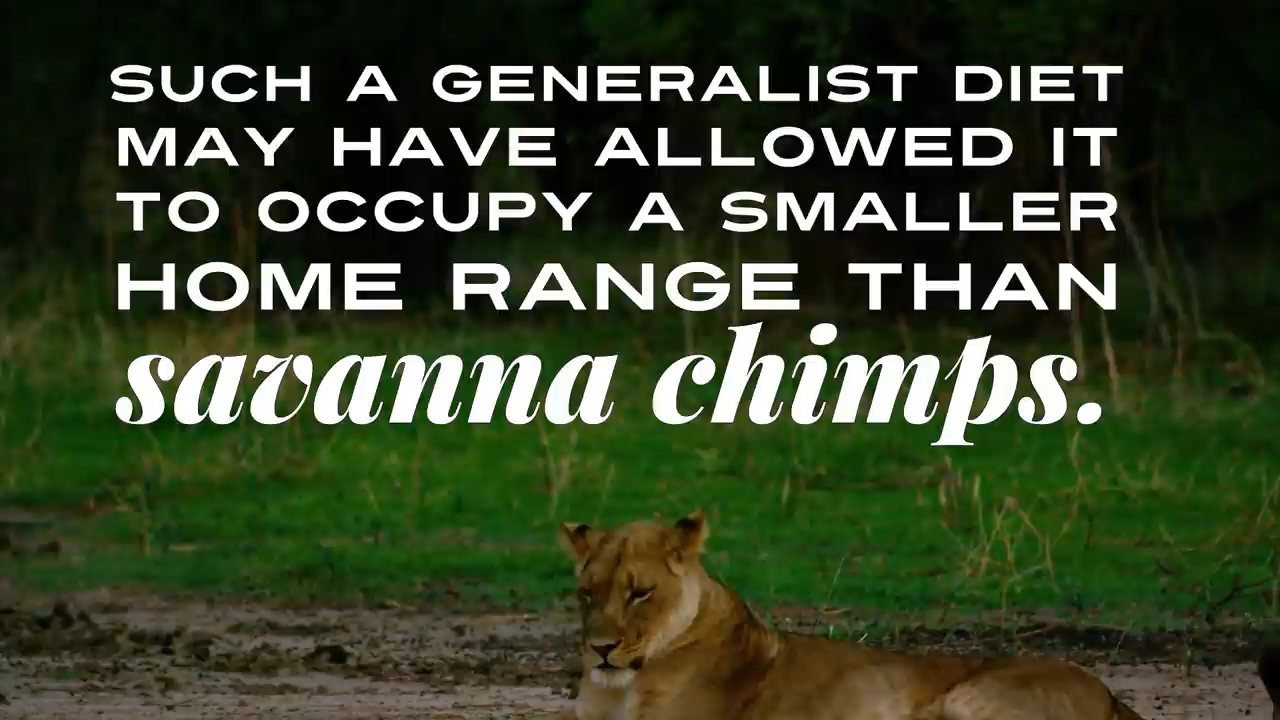 SUCH A GENERALIST DIET
MAY HAVE ALLOWED IT
TO OCCUPY A SMALLER
HOME RANGE THAN
savanna chimps.